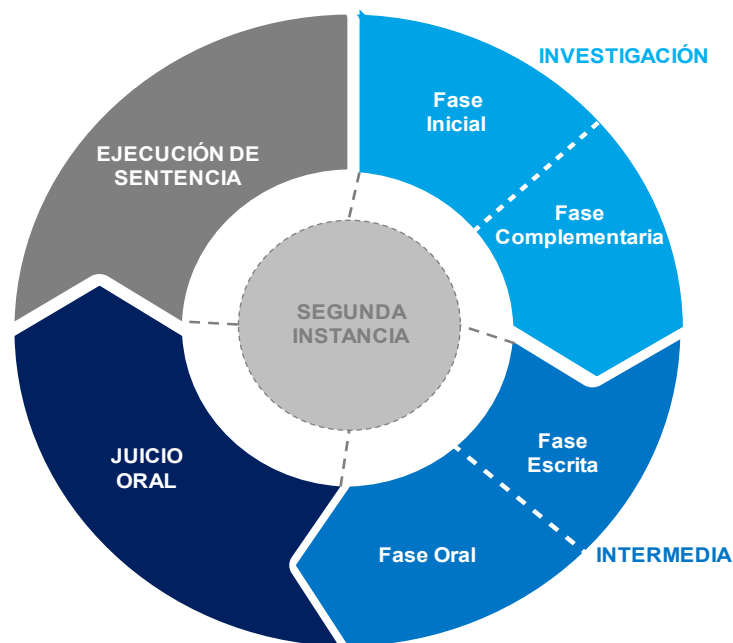 INVESTIGACIÓN
Fase
Inicial
Fase
Complementaria
Fase
Escrita
INTERMEDIA
Fase Oral
JUICIO
ORAL
EJECUCIÓN DE
SENTENCIA
SEGUNDA
INSTANCIA